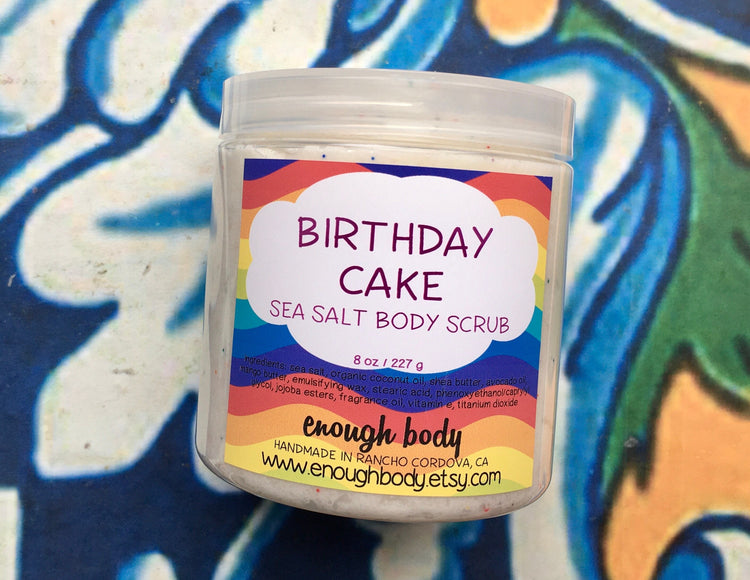 BIRTHDAY
CAKE
SEA SALT BODY SCRUB
8 oz / 227 g
Ingredients: sea salt, organic coconut oil, shea butter, avocado oil,
mango butter, emulsifying wax, stearic acid, phenoxyethanol/caprylyl
glycol, jojoba esters, fragrance oil, vitamin e, titanium dioxide
enough body
HANDMADE IN RANCHO CORDOVA, CA
www.enoughbody.etsy.com